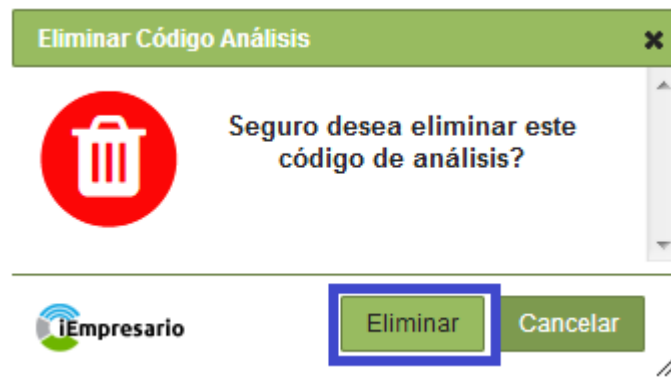 Eliminar Código Análisis
Seguro desea eliminar este
código de análisis?
iEmpresario
Eliminar
Cancelar